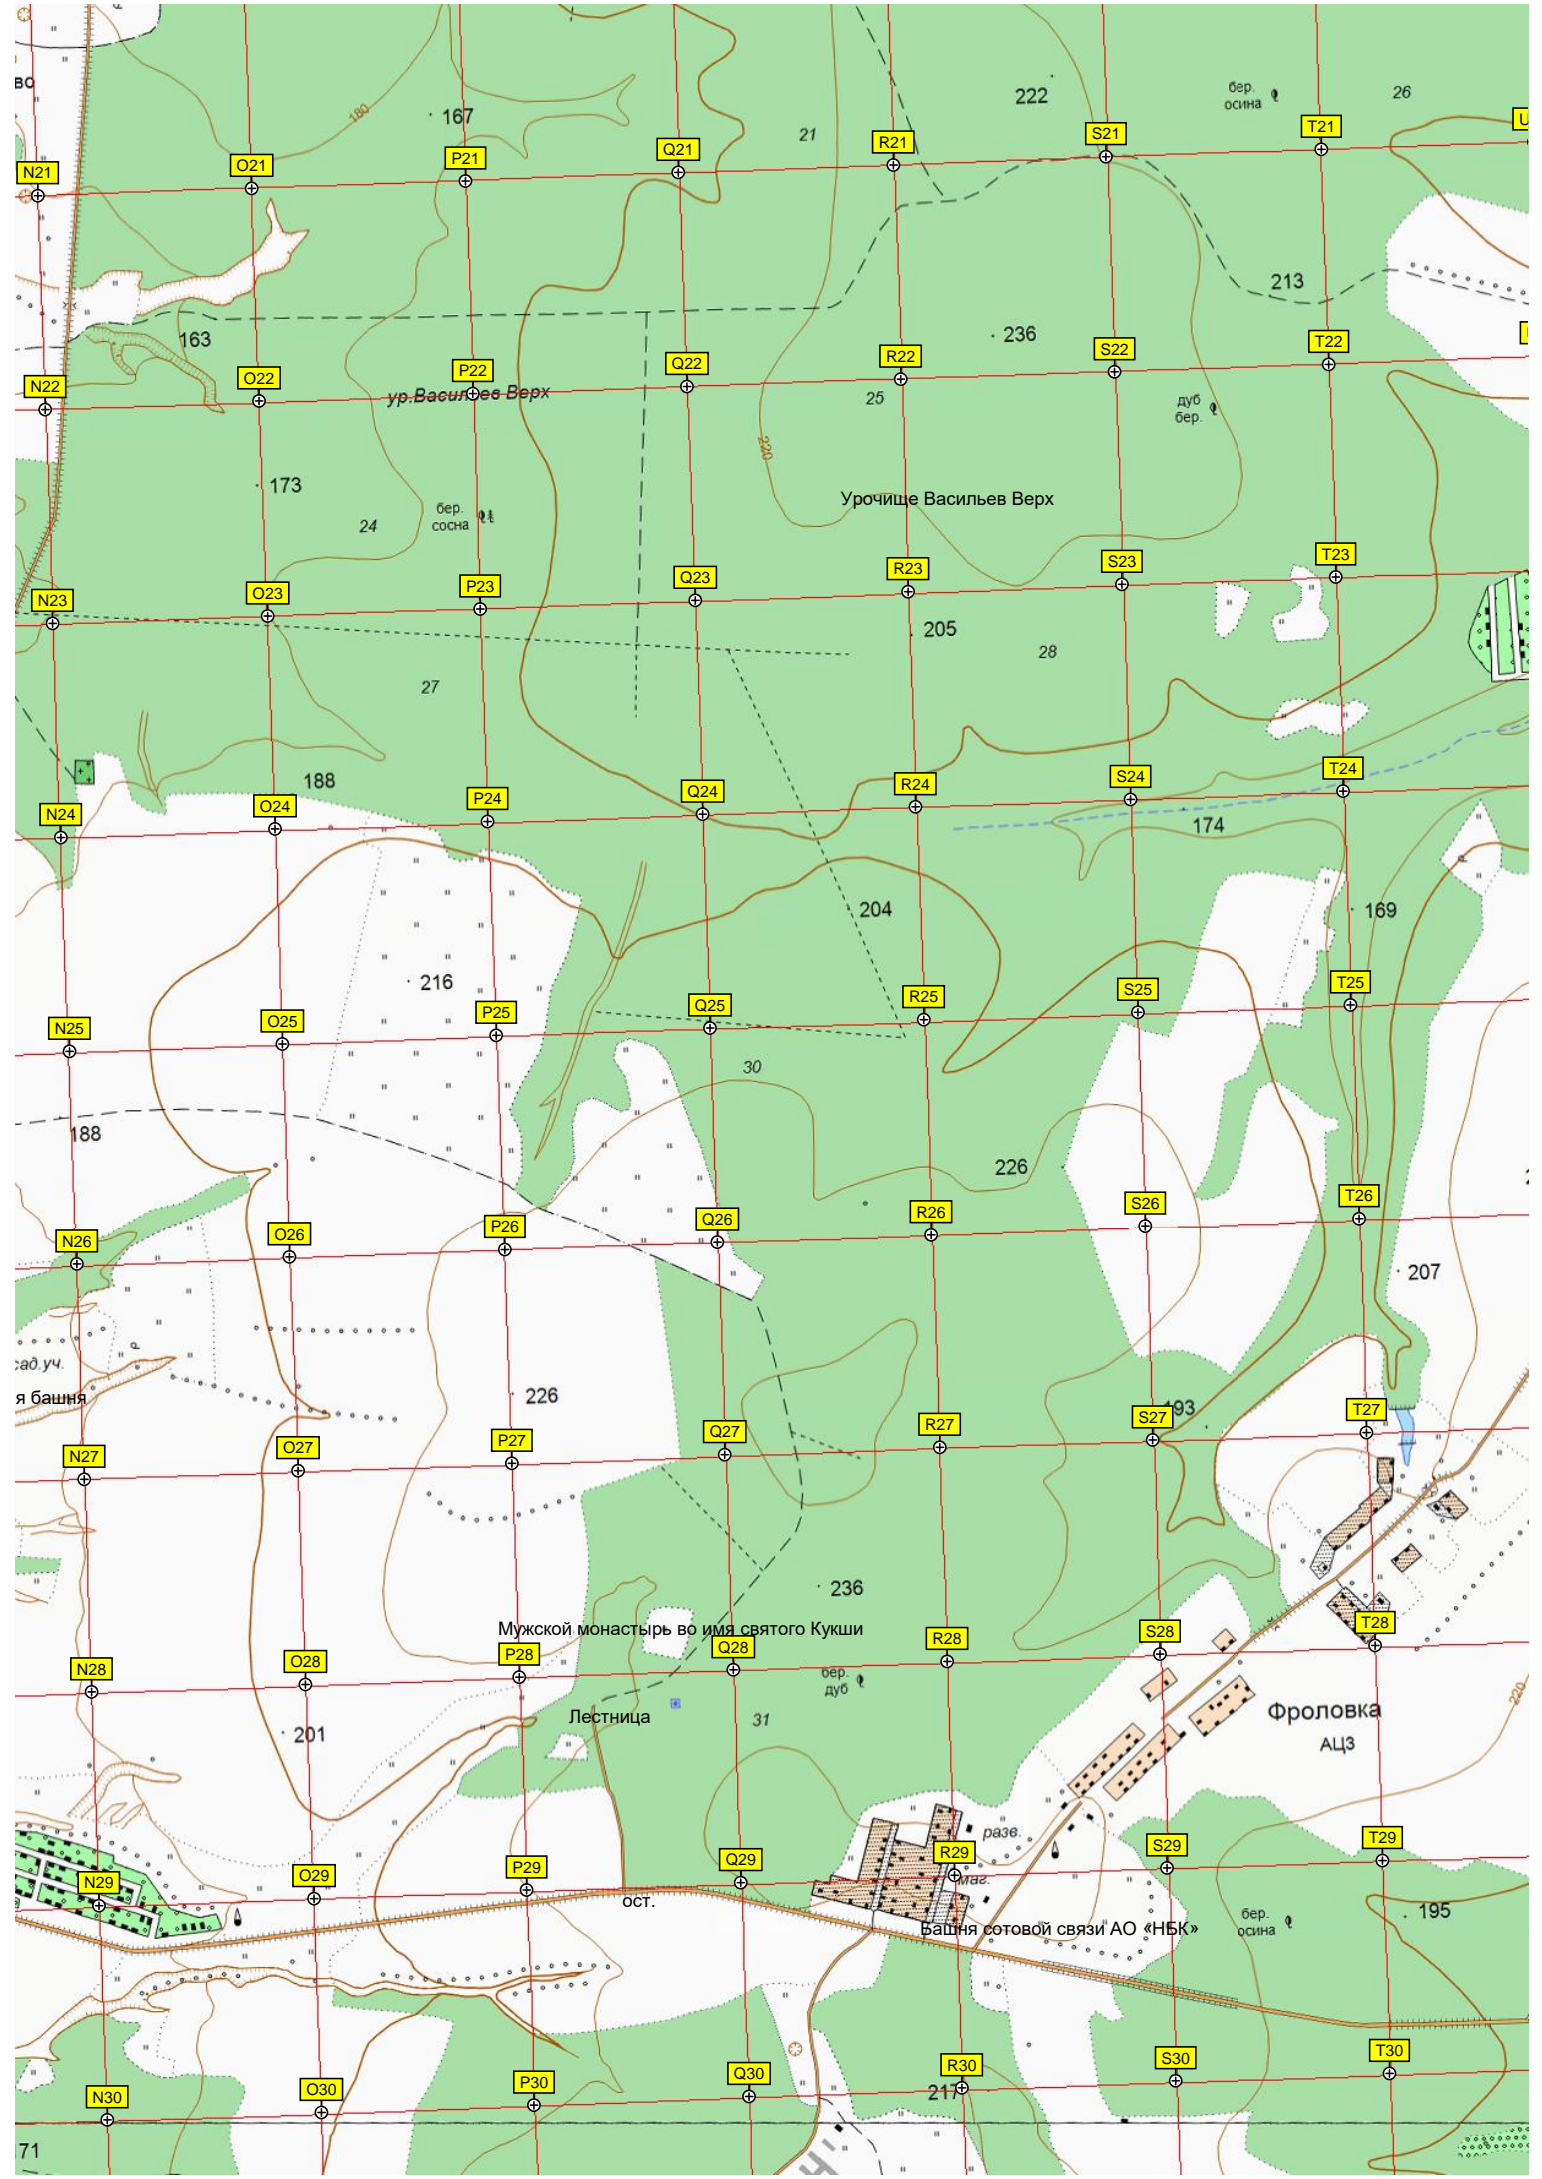 во
180
167
21
222
бер.
осина
26
N21
O21
P21
Q21
R21
S21
T21
163
213
236
N22
O22
P22
Q22
R22
S22
T22
ур.Васильев Верх
25
дуб
бер.
220
173
24
бер.
сосна
Урочище Васильев Верх
N23
O23
P23
Q23
R23
S23
T23
205
28
27
188
N24
O24
P24
Q24
R24
S24
T24
174
204
169
216
N25
O25
P25
Q25
R25
S25
T25
30
188
226
N26
O26
P26
Q26
R26
S26
T26
207
сад.уч.
я башня
226
193
N27
O27
P27
Q27
R27
S27
T27
236
Мужской монастырь во имя святого Кукши
N28
O28
P28
Q28
R28
S28
T28
бер.
дуб
Лестница
31
201
Фроловка
АЦЗ
220
разв.
N29
O29
P29
Q29
R29
S29
T29
маг.
ост.
Башня сотовой связи АО «НБК»
бер.
осина
195
N30
O30
P30
Q30
R30
S30
T30
217
71